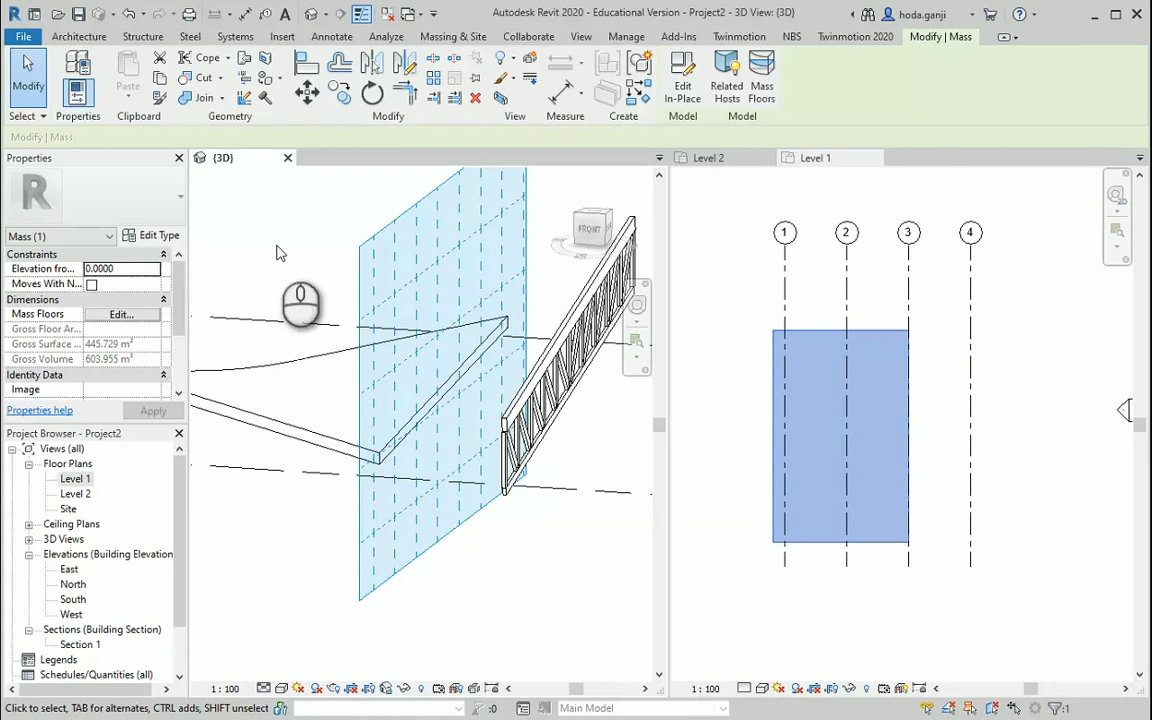 Autodesk Revit 2020 - Educational Version - Project2 - 3D View: {3D}
hoda.ganji
File Architecture Structure Steel Systems Insert Annotate Analyze Massing & Site Collaborate View Manage Add-Ins Twinmotion NBS Twinmotion 2020 Modify | Mass
Modify
Select
Properties
Paste
Clipboard
Cope
Cut
Join
Geometry
Modify
View
Measure
Create
Edit
In-Place
Model
Related
Hosts
Mass
Floors
Model
Modify | Mass
Properties
Mass (1)
Edit Type
Constraints
Elevation fro... 0.0000
Moves With N...
Dimensions
Mass Floors Edit...
Gross Floor Ar...
Gross Surface ... 445.729 m²
Gross Volume 603.955 m³
Identity Data
Image
Properties help
Apply
Project Browser - Project2
Views (all)
Floor Plans
Level 1
Level 2
Site
Ceiling Plans
3D Views
Elevations (Building Elevation
East
North
South
West
Sections (Building Section)
Section 1
Legends
Schedules/Quantities (all)
{3D}
FRONT
1 : 100
Level 2
Level 1
1 2 3 4
1 : 100
Click to select, TAB for alternates, CTRL adds, SHIFT unselect
:0
Main Model
:1